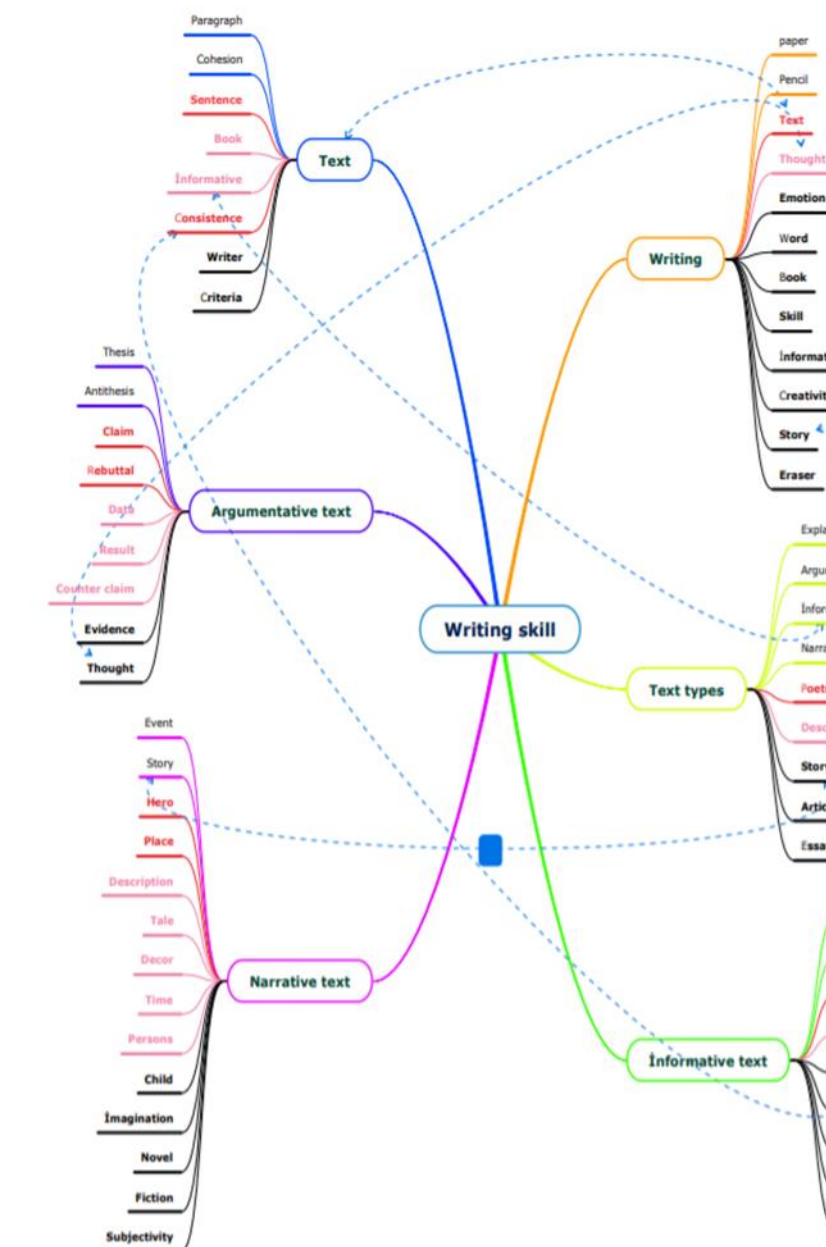 Paragraph
Cohesion
Sentence
Book
İnformative
Consistence
Writer
Criteria
Text
paper
Pencil
Text
Thought
Emotion
Word
Book
Skill
Story
Eraser
Writing
Thesis
Antithesis
Claim
Rebuttal
Data
Result
Counter claim
Evidence
Thought
Argumentative text
Writing skill
Text types
Event
Story
Hero
Place
Description
Tale
Decor
Time
Persons
Child
İmagination
Novel
Fiction
Subjectivity
Narrative text
İnformative text